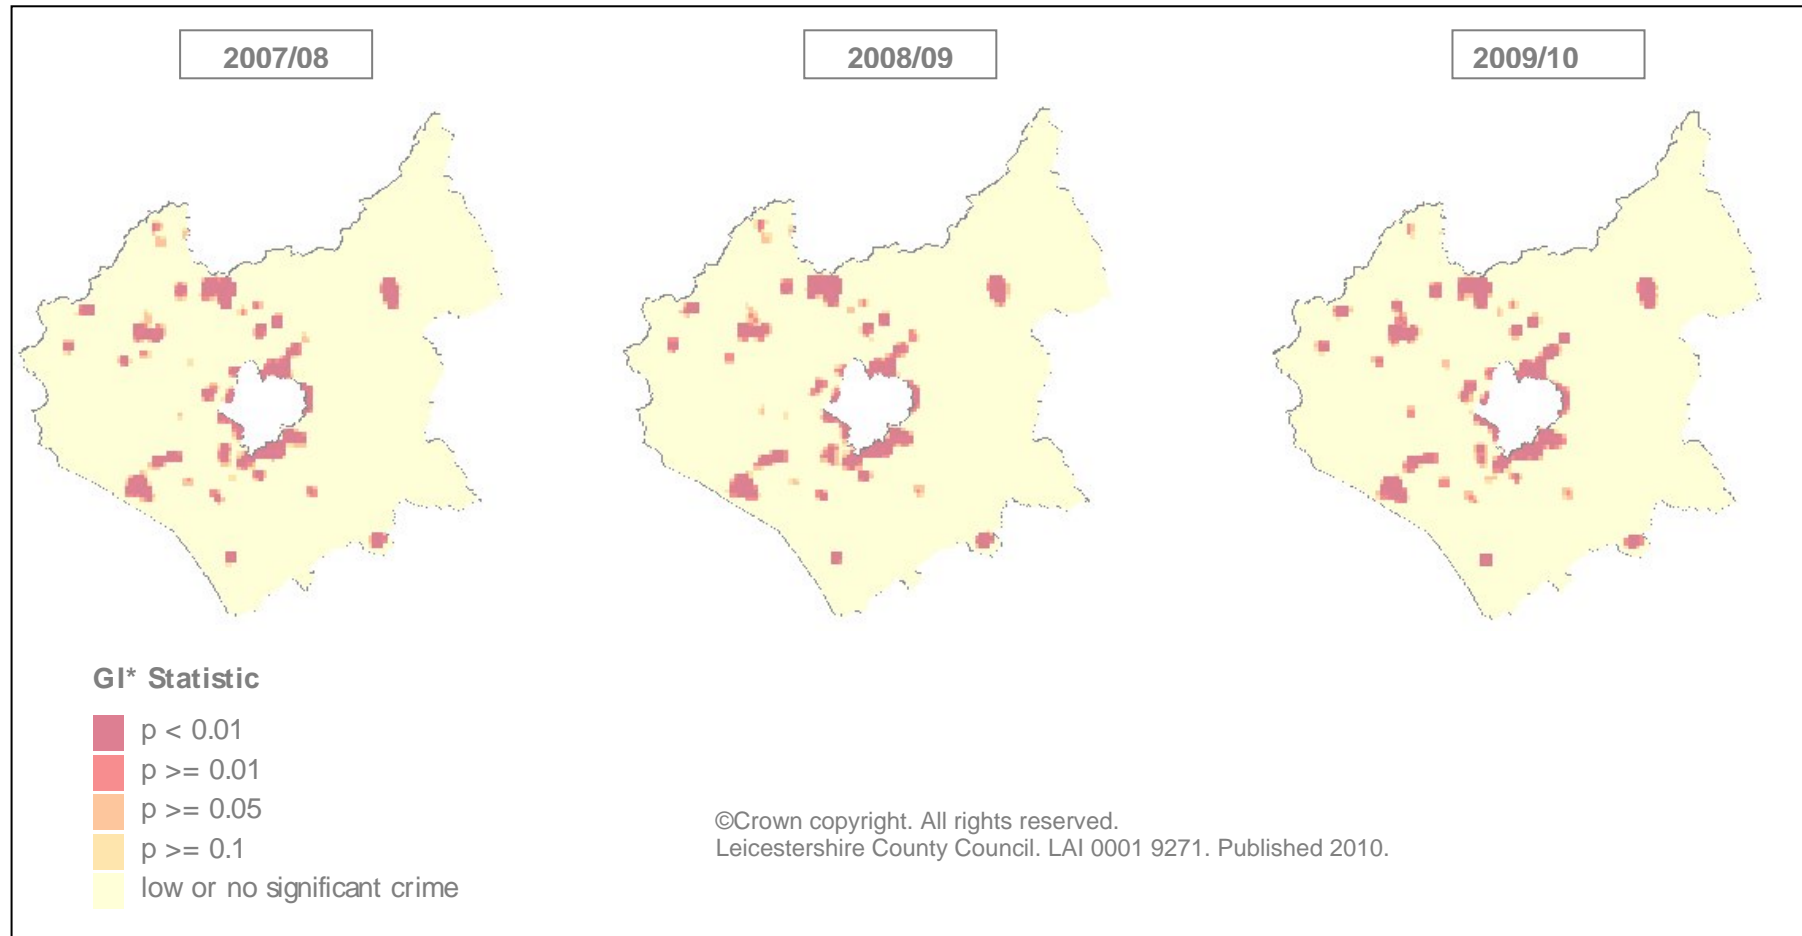 2007/08
2008/09
2009/10
GI* Statistic
p < 0.01
p >= 0.01
p >= 0.05
p >= 0.1
low or no significant crime
©Crown copyright. All rights reserved.
Leicestershire County Council. LAI 0001 9271. Published 2010.